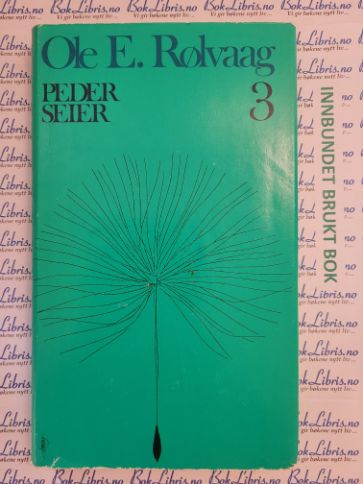 Ole E. Rølvaag
PEDER
SEIER
3
INNBUNDET BRUKT BOK
BokLibris.no
Vi gir bøkene nytt liv...